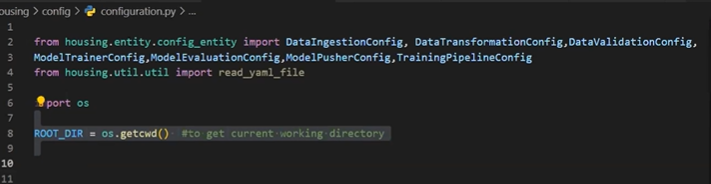 ousing > config > configuration.py > ...
1
2 from housing.entity.config_entity import DataIngestionConfig, DataTransformationConfig,DataValidationConfig,
3 ModelTrainerConfig,ModelEvaluationConfig,ModelPusherConfig,TrainingPipelineConfig
4 from housing.util.util import read_yaml_file
5
6 port os
7
8 ROOT_DIR = os.getcwd() #to get current working directory
9
10
11